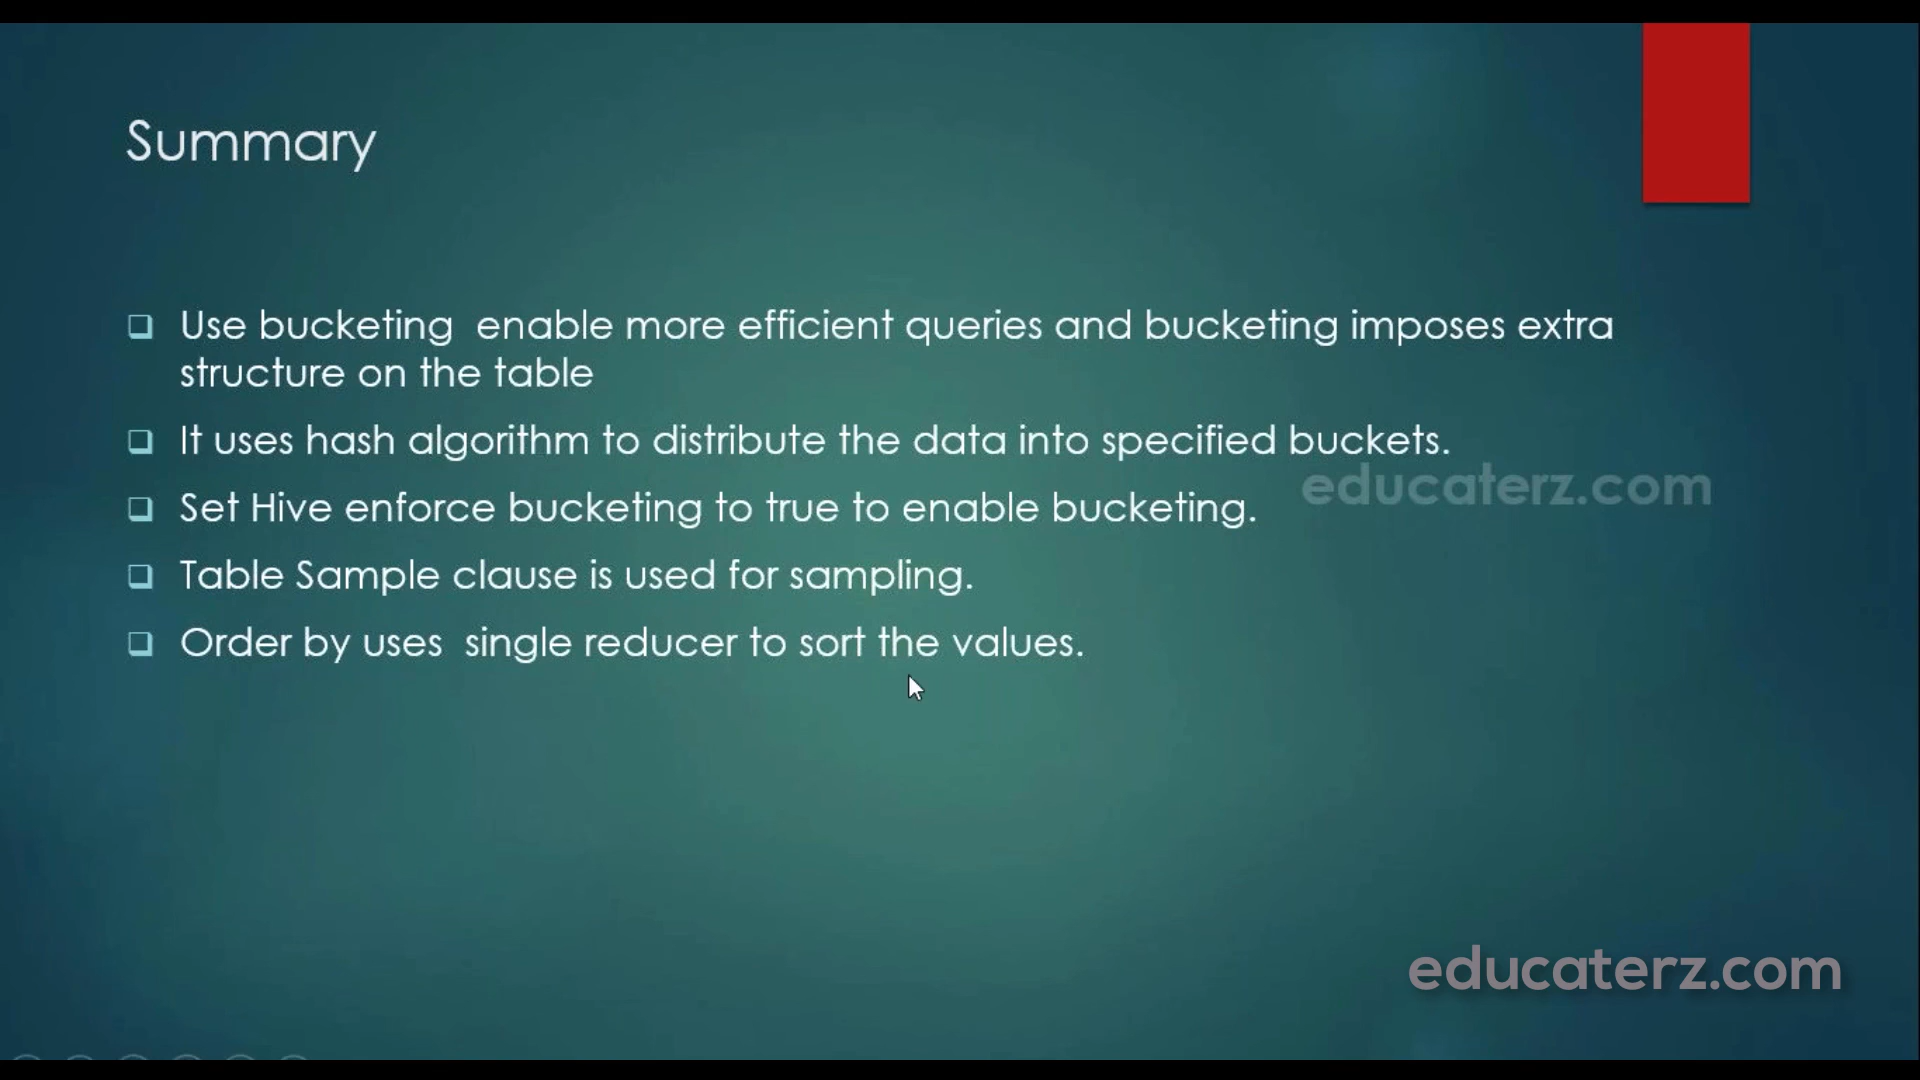 Summary
Use bucketing  enable more efficient queries and bucketing imposes extra
structure on the table
It uses hash algorithm to distribute the data into specified buckets.
educaterz.com
Set Hive enforce bucketing to true to enable bucketing.
Table Sample clause is used for sampling.
Order by uses  single reducer to sort the values.
educaterz.com